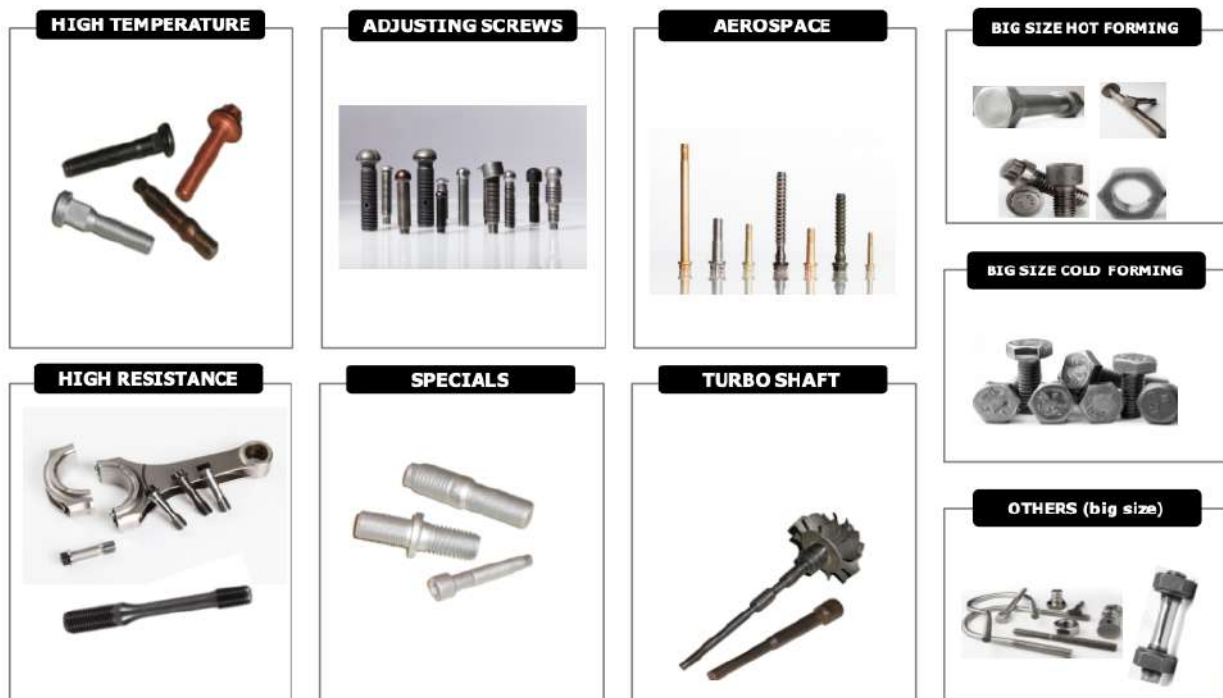 HIGH TEMPERATURE
ADJUSTING SCREWS
AEROSPACE
BIG SIZE HOT FORMING
BIG SIZE COLD FORMING
HIGH RESISTANCE
SPECIALS
TURBO SHAFT
OTHERS (big size)